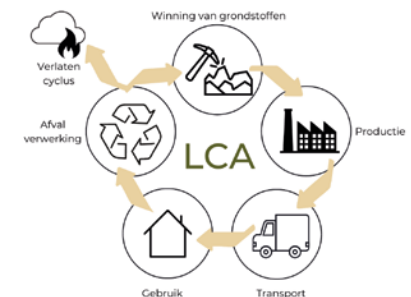 Winning van grondstoffen
Verlaten
cyclus
Afval
verwerking
LCA
Productie
Gebruik
Transport